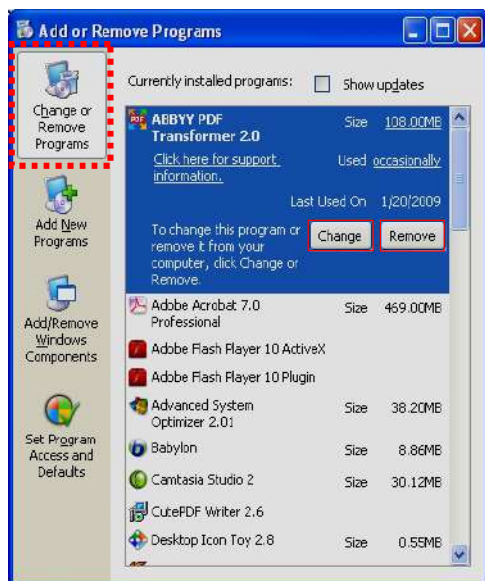 Add or Remove Programs
Change or
Remove
Programs
Add New
Programs
Add/Remove
Windows
Components
Set Program
Access and
Defaults
Currently installed programs:
Show updates
ABBYY PDF
Transformer 2.0
Size 108.00MB
Click here for support
information.
Used occasionally
Last Used On 1/20/2009
To change this program or
remove it from your
computer, click Change or
Remove.
Change
Remove
Adobe Acrobat 7.0
Professional
Size 469.00MB
Adobe Flash Player 10 ActiveX
Adobe Flash Player 10 Plugin
Advanced System
Optimizer 2.01
Size 38.20MB
Babylon Size 8.86MB
Camtasia Studio 2 Size 30.12MB
CutePDF Writer 2.6
Desktop Icon Toy 2.8 Size 0.55MB